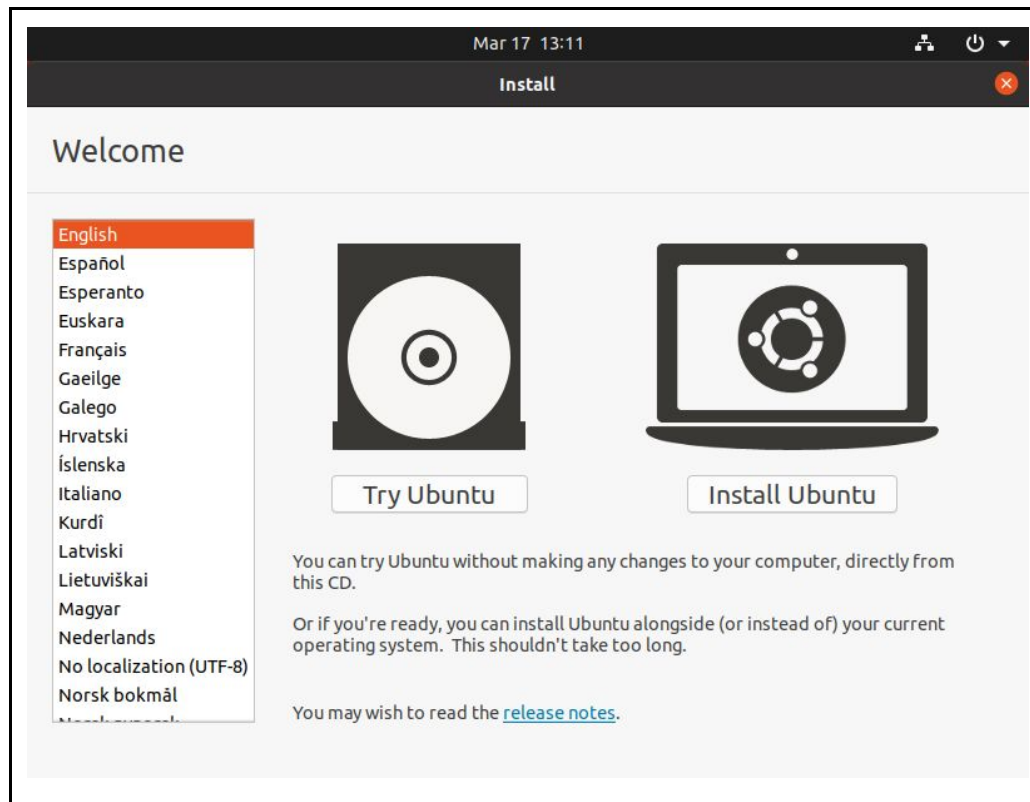 Mar 17 13:11
Install
Welcome
English
Español
Esperanto
Euskara
Français
Gaeilge
Galego
Hrvatski
Íslenska
Italiano
Kurdî
Latviski
Lietuviškai
Magyar
Nederlands
No localization (UTF-8)
Norsk bokmål
Try Ubuntu
Install Ubuntu
You can try Ubuntu without making any changes to your computer, directly from
this CD.
Or if you're ready, you can install Ubuntu alongside (or instead of) your current
operating system. This shouldn't take too long.
You may wish to read the release notes.